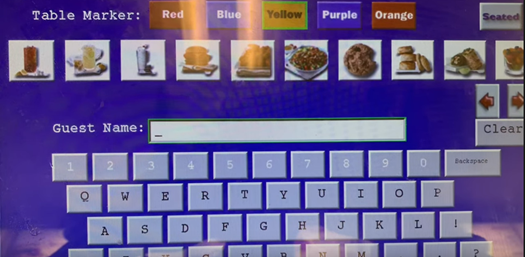 Table Marker: Red Blue Yellow Purple Orange Seated
Guest Name: _ Clear
1 2 3 4 5 6 7 8 9 0 Backspace
Q W E R T Y U I O P
A S D F G H J K L !
X C V B N M , . ?